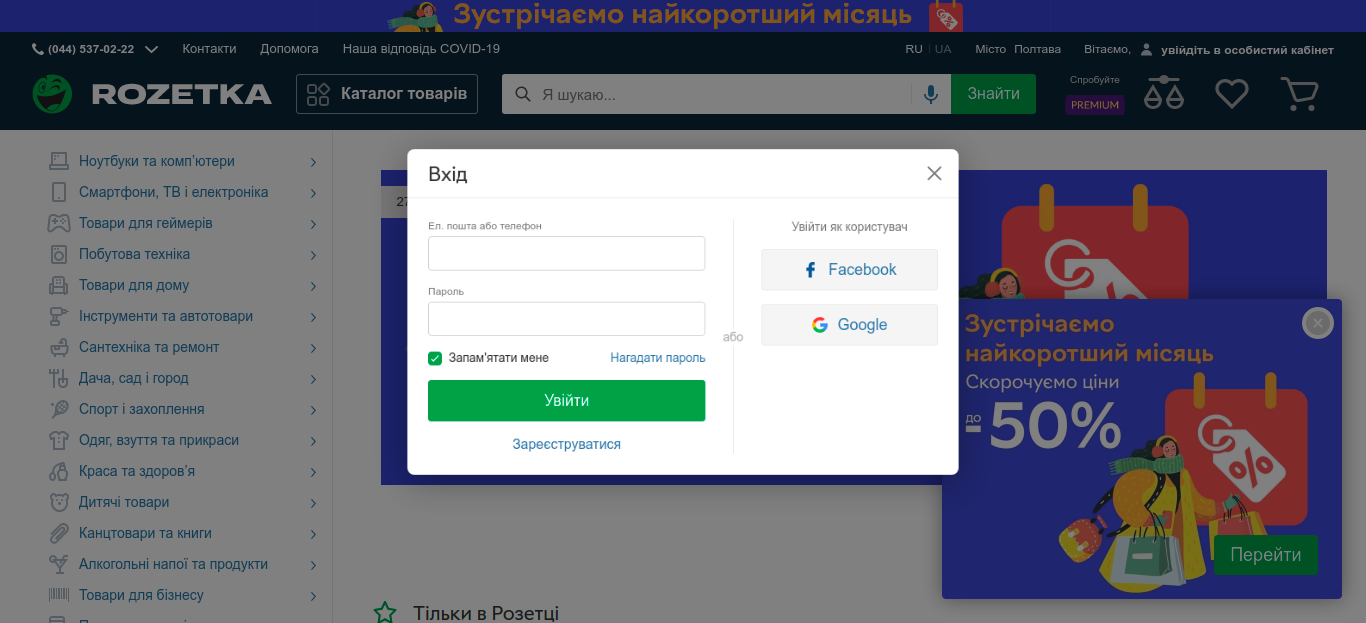 Зустрічаємо найкоротший місяць
(044) 537-02-22
Контакти
Допомога
Наша відповідь COVID-19
RU | UA
Місто Полтава
Вітаємо, увійдіть в особистий кабінет
ROZETKA
Каталог товарів
Я шукаю...
Знайти
Спробуйте
PREMIUM
Ноутбуки та комп'ютери
Смартфони, ТВ і електроніка
Товари для геймерів
Побутова техніка
Товари для дому
Інструменти та автотовари
Сантехніка та ремонт
Дача, сад і город
Спорт і захоплення
Одяг, взуття та прикраси
Краса та здоров'я
Дитячі товари
Канцтовари та книги
Алкогольні напої та продукти
Товари для бізнесу
27
Вхід
Ел. пошта або телефон
Пароль
Запам'ятати мене
Нагадати пароль
Увійти
Зареєструватися
або
Увійти як користувач
Facebook
Google
Зустрічаємо
найкоротший місяць
Скорочуємо ціни
до
-50%
%
Перейти
Тільки в Розетці